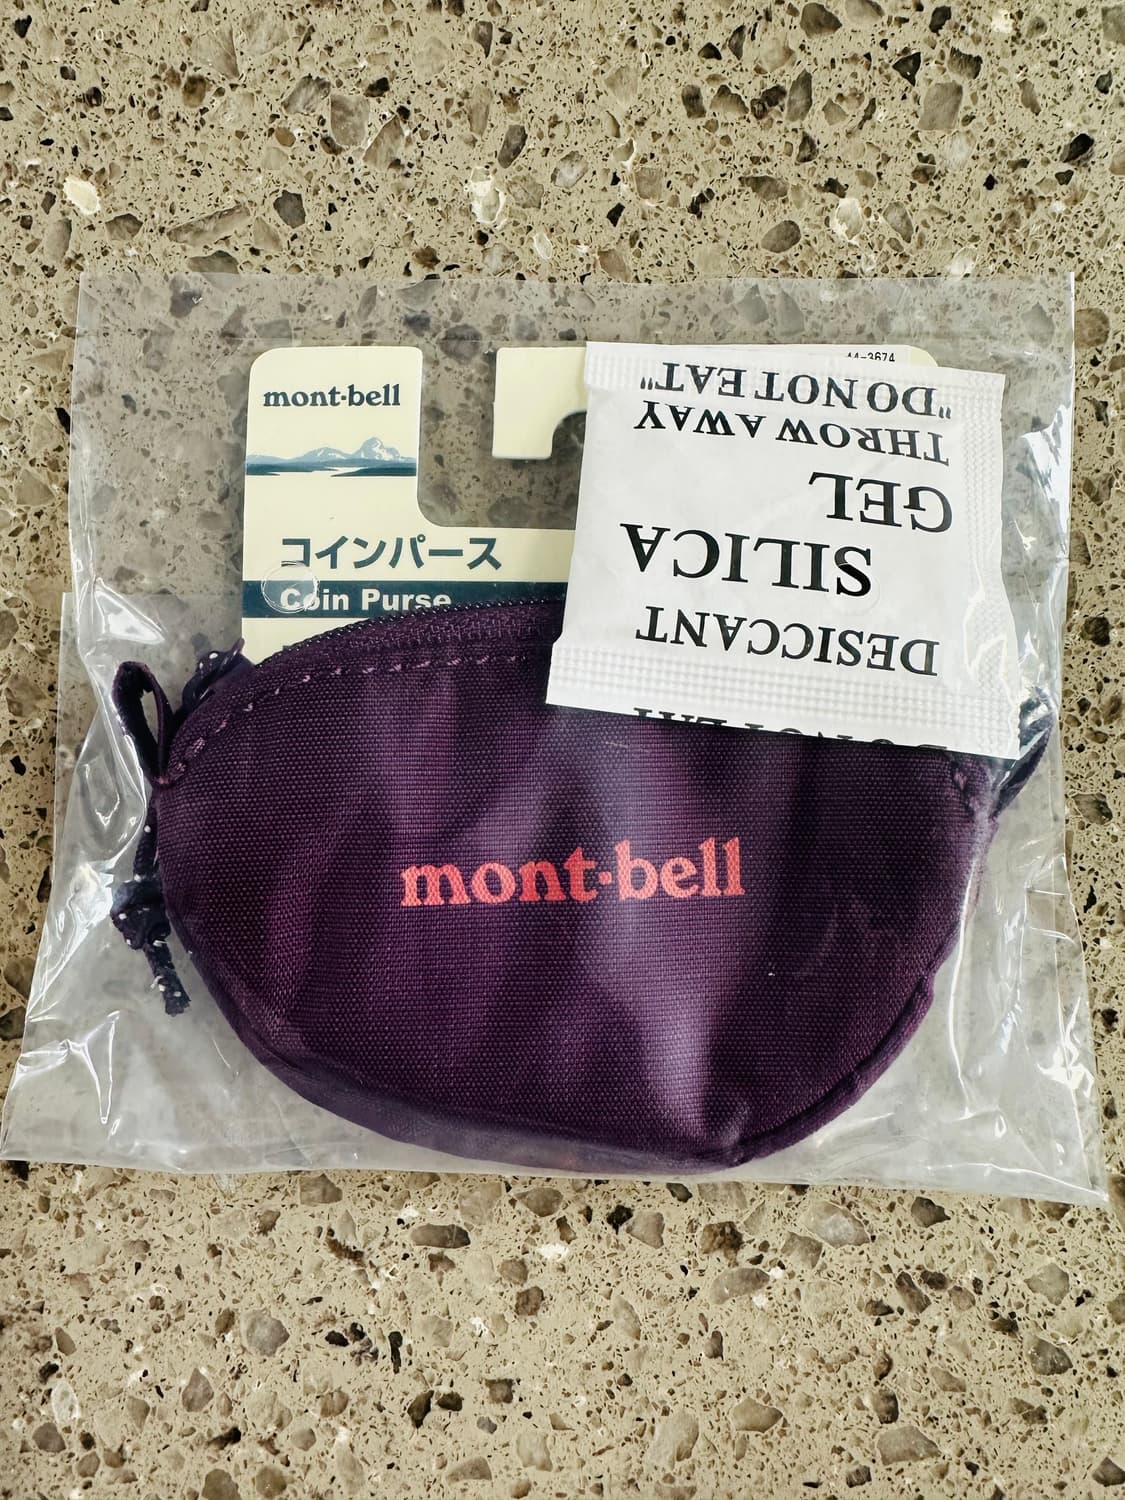 mont·bell
コインパース
Coin Purse
"DO NOT EAT"
THROW AWAY
GEL
SILICA
DESICCANT
mont·bell